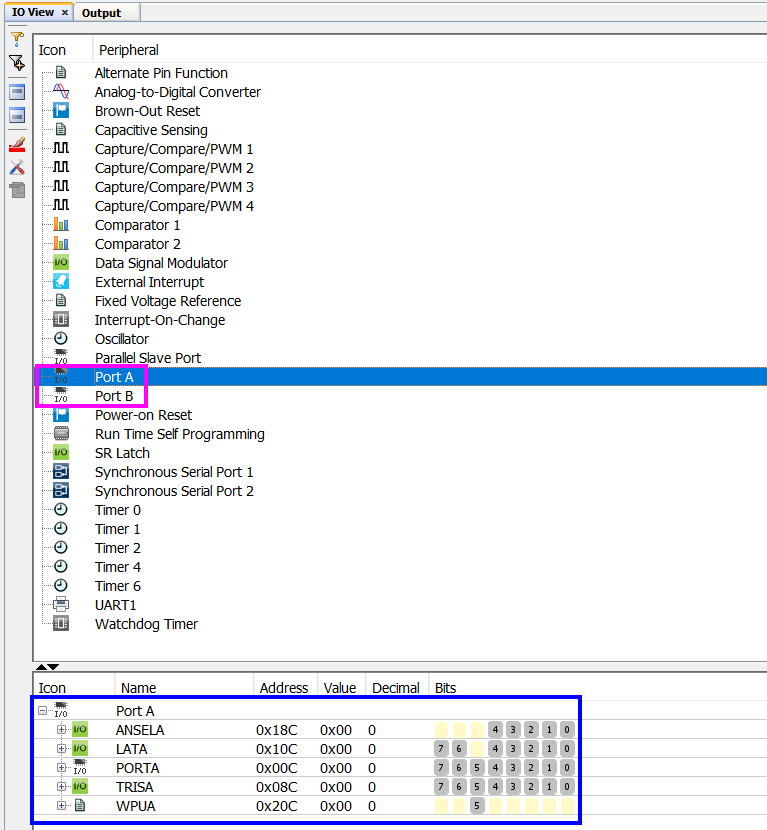 IO View × Output
Icon Peripheral
Alternate Pin Function
Analog-to-Digital Converter
Brown-Out Reset
Capacitive Sensing
Capture/Compare/PWM 1
Capture/Compare/PWM 2
Capture/Compare/PWM 3
Capture/Compare/PWM 4
Comparator 1
Comparator 2
I/O Data Signal Modulator
External Interrupt
Fixed Voltage Reference
Interrupt-On-Change
Oscillator
I/O Parallel Slave Port
I/O Port A
I/O Port B
Power-on Reset
Run Time Self Programming
I/O SR Latch
Synchronous Serial Port 1
Synchronous Serial Port 2
Timer 0
Timer 1
Timer 2
Timer 4
Timer 6
UART1
Watchdog Timer
Icon Name Address Value Decimal Bits
I/O Port A
I/O ANSELA 0x18C 0x00 0 4 3 2 1 0
I/O LATA 0x10C 0x00 0 7 6 4 3 2 1 0
I/O PORTA 0x00C 0x00 0 7 6 5 4 3 2 1 0
I/O TRISA 0x08C 0x00 0 7 6 5 4 3 2 1 0
WPUA 0x20C 0x00 0 5